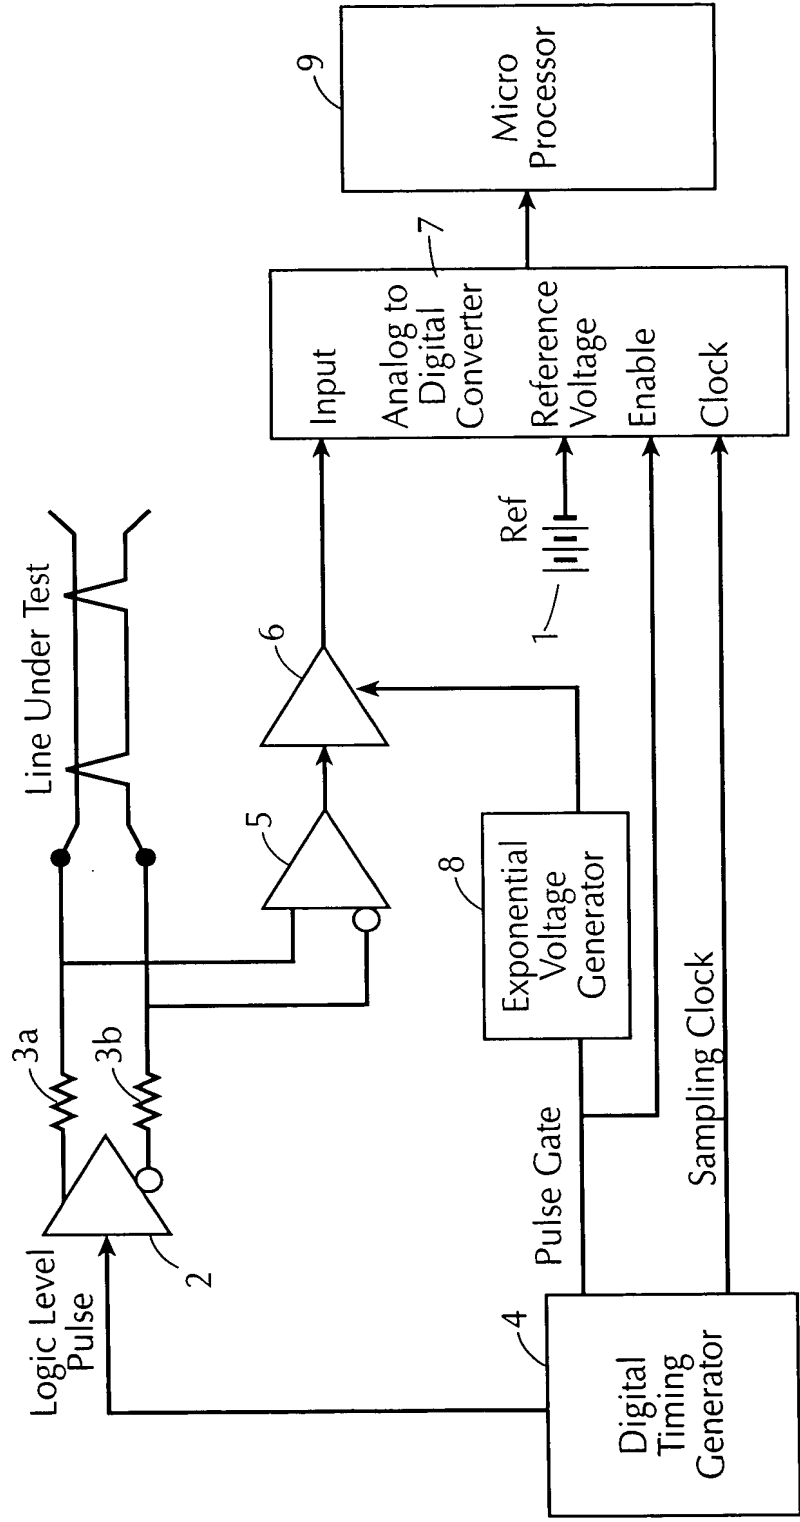 Logic Level
Pulse
2
3a
3b
Line Under Test
5
6
4
Digital
Timing
Generator
Pulse Gate
Sampling Clock
8
Exponential
Voltage
Generator
1
Ref
7
Input
Analog to
Digital
Converter
Reference
Voltage
Enable
Clock
9
Micro
Processor